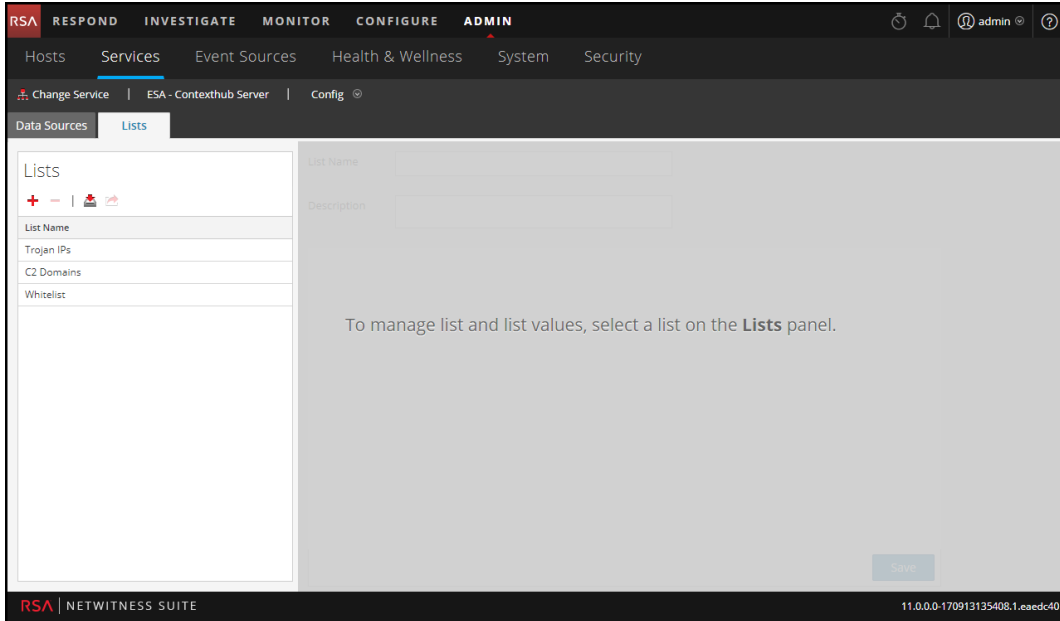 RSA RESPOND INVESTIGATE MONITOR CONFIGURE ADMIN admin
Hosts Services Event Sources Health & Wellness System Security
Change Service | ESA - Contexthub Server | Config
Data Sources Lists
Lists
List Name
Trojan IPs
C2 Domains
Whitelist
List Name
Description
To manage list and list values, select a list on the Lists panel.
Save
RSA | NETWITNESS SUITE
11.0.0.0-170913135408.1.eaedc40